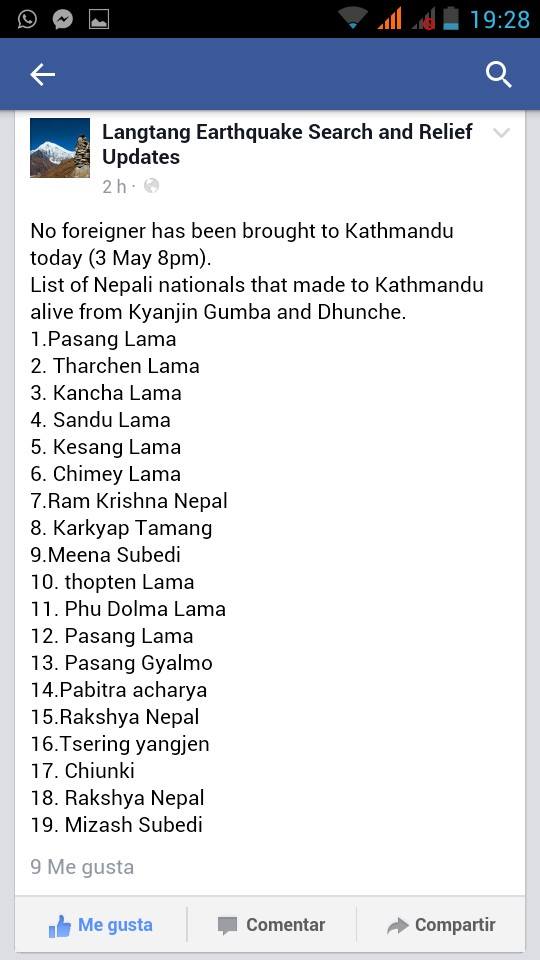 19:28
Langtang Earthquake Search and Relief
Updates
2 h ·
No foreigner has been brought to Kathmandu
today (3 May 8pm).
List of Nepali nationals that made to Kathmandu
alive from Kyanjin Gumba and Dhunche.
1.Pasang Lama
2. Tharchen Lama
3. Kancha Lama
4. Sandu Lama
5. Kesang Lama
6. Chimey Lama
7.Ram Krishna Nepal
8. Karkyap Tamang
9.Meena Subedi
10. thopten Lama
11. Phu Dolma Lama
12. Pasang Lama
13. Pasang Gyalmo
14.Pabitra acharya
15.Rakshya Nepal
16.Tsering yangjen
17. Chiunki
18. Rakshya Nepal
19. Mizash Subedi
9 Me gusta
Me gusta Comentar Compartir